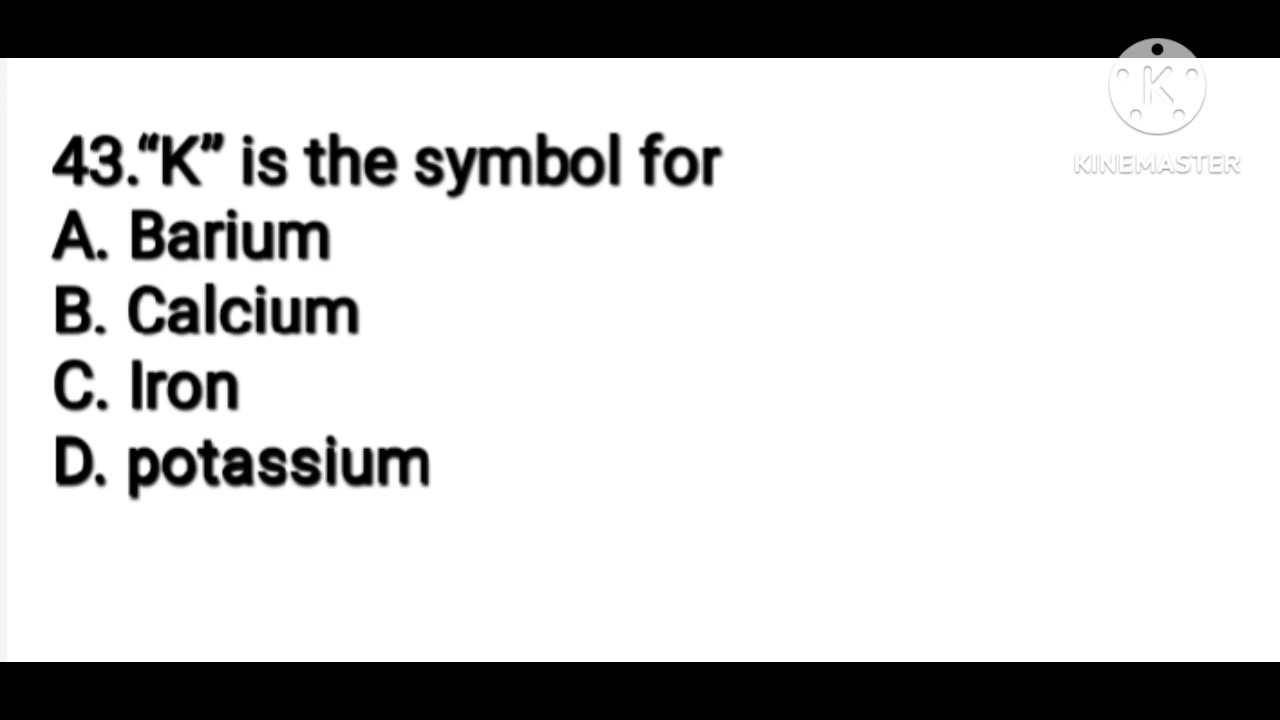 43.“K” is the symbol for
A. Barium
B. Calcium
C. Iron
D. potassium
K
KINEMASTER